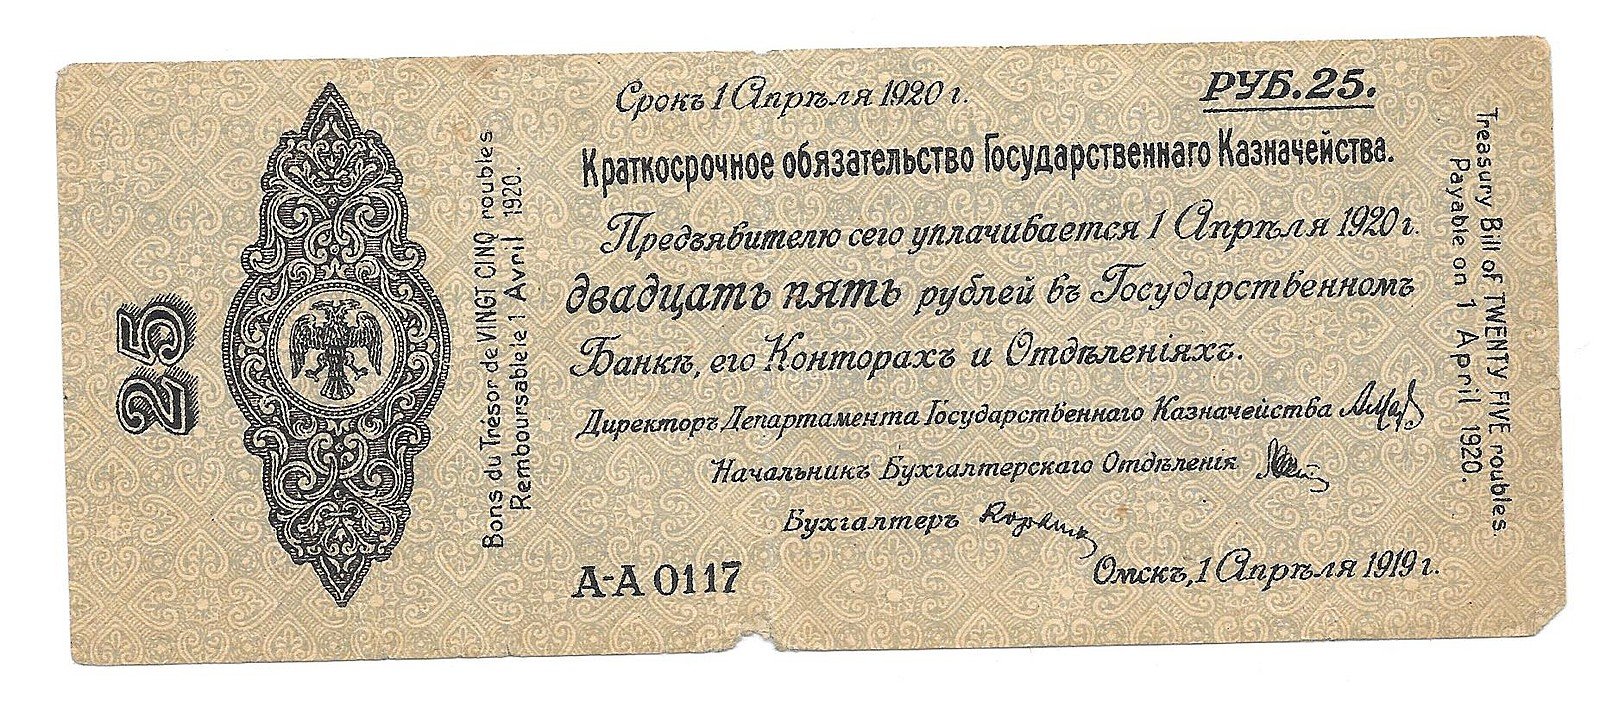 25
Bons du Trésor de VINGT CINQ roubles
Remboursablele 1 Avril 1920.
Срокъ 1 Апрѣля 1920 г.
РУБ. 25.
Краткосрочное обязательство Государственнаго Казначейства.
Предъявителю сего уплачивается 1 Апрѣля 1920 г.
двадцать пять рублей въ Государственномъ
Банкѣ, его Конторахъ и Отдѣленіяхъ.
Директоръ Департамента Государственнаго Казначейства
Начальникъ Бухгалтерскаго Отдѣленія
Бухгалтеръ
А-А 0117
Омскъ, 1 Апрѣля 1919 г.
Treasury Bill of TWENTY FIVE roubles.
Payable on 1 April 1920.